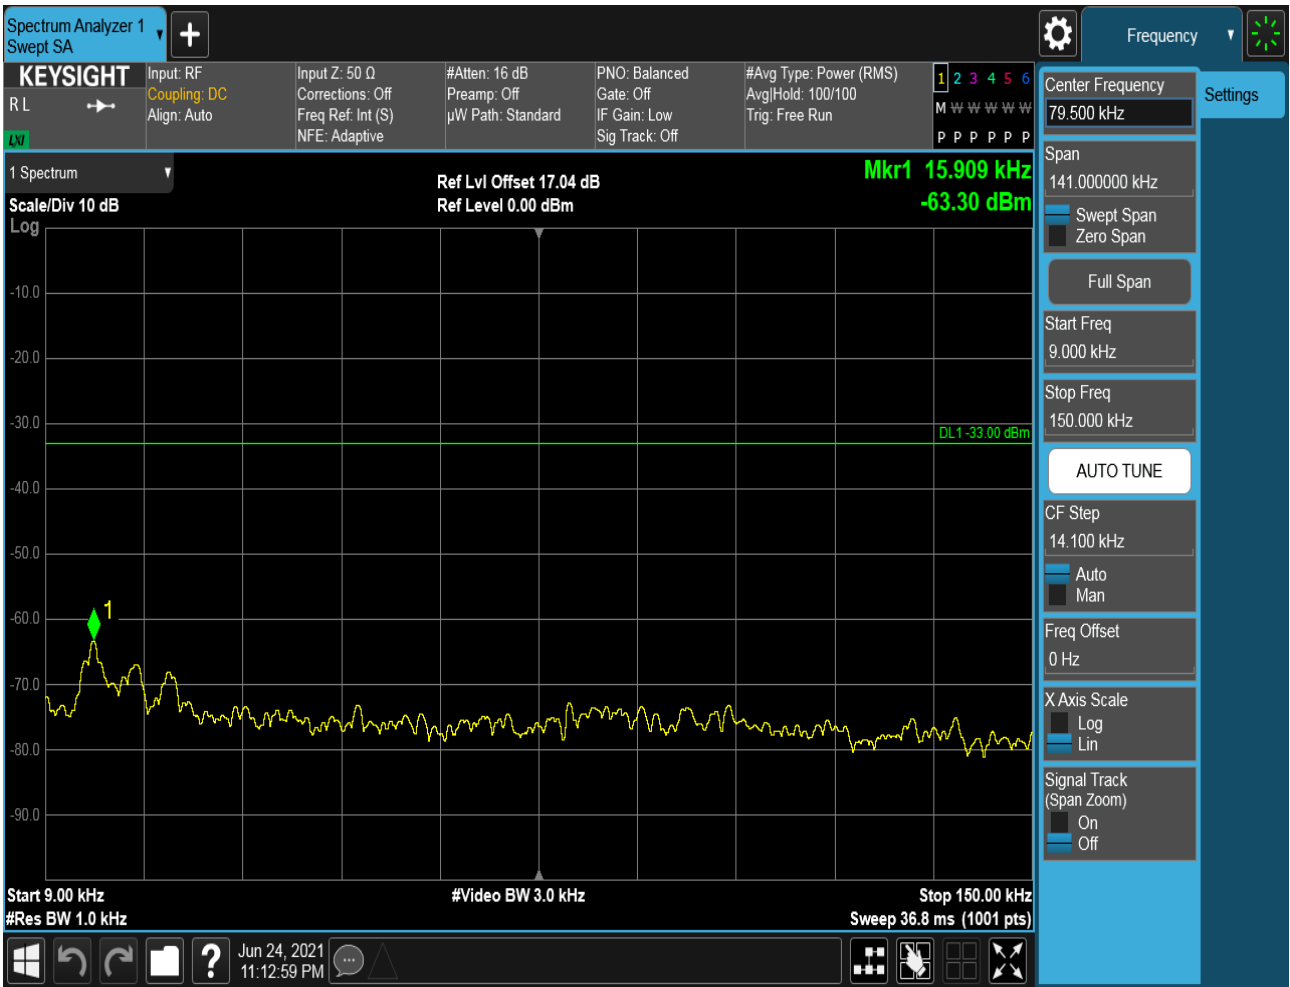 Spectrum Analyzer 1
Swept SA
Frequency
KEYSIGHT
R L
LXI
Input: RF
Coupling: DC
Align: Auto
Input Z: 50 Ω
Corrections: Off
Freq Ref: Int (S)
NFE: Adaptive
#Atten: 16 dB
Preamp: Off
µW Path: Standard
PNO: Balanced
Gate: Off
IF Gain: Low
Sig Track: Off
#Avg Type: Power (RMS)
Avg|Hold: 100/100
Trig: Free Run
1 2 3 4 5 6
M W W W W W
P P P P P P
1 Spectrum
Scale/Div 10 dB
Log
Ref Lvl Offset 17.04 dB
Ref Level 0.00 dBm
Mkr1 15.909 kHz
-63.30 dBm
-10.0
-20.0
-30.0
DL1 -33.00 dBm
-40.0
-50.0
-60.0
1
-70.0
-80.0
-90.0
Start 9.00 kHz
#Video BW 3.0 kHz
Stop 150.00 kHz
#Res BW 1.0 kHz
Sweep 36.8 ms (1001 pts)
Center Frequency
79.500 kHz
Settings
Span
141.000000 kHz
Swept Span
Zero Span
Full Span
Start Freq
9.000 kHz
Stop Freq
150.000 kHz
AUTO TUNE
CF Step
14.100 kHz
Auto
Man
Freq Offset
0 Hz
X Axis Scale
Log
Lin
Signal Track
(Span Zoom)
On
Off
?
Jun 24, 2021
11:12:59 PM